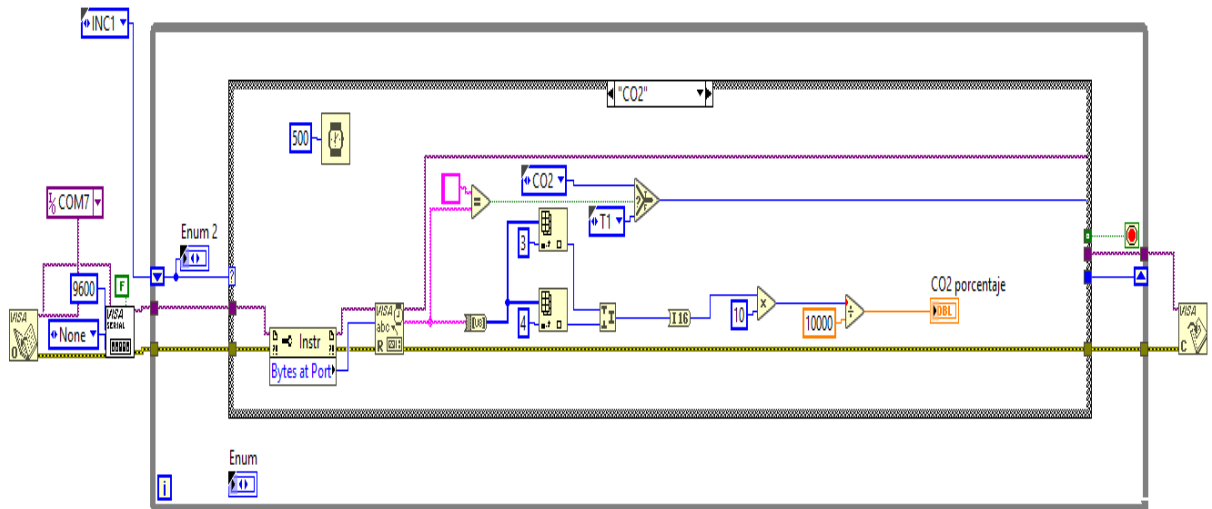 INC1
"CO2"
500
CO2
COM7
T1
Enum 2
3
?
9600
F
CO2 porcentaje
VISA
SERIAL
VISA
abc
R
[U8]
None
4
I16
10
10000
DBL
VISA
O
Instr
Bytes at Port
VISA
C
Enum
i